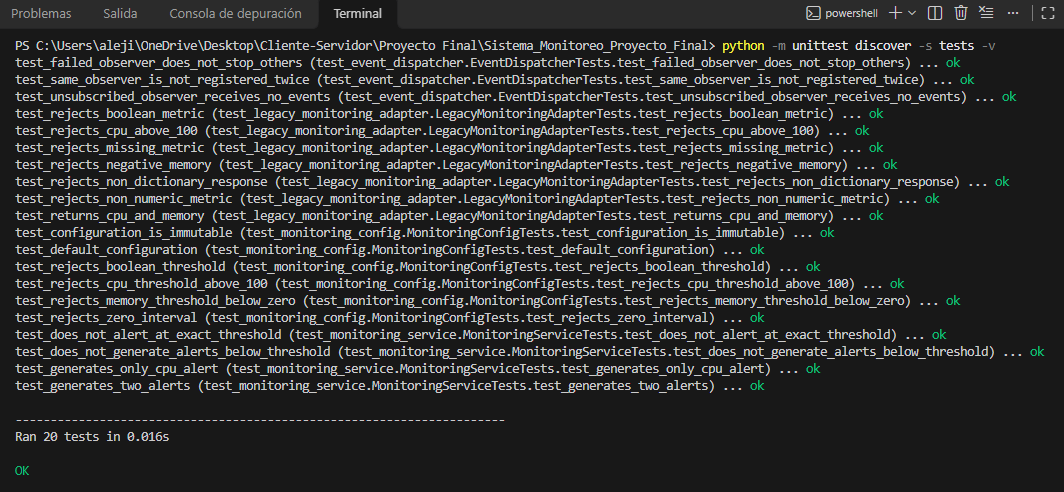 Problemas Salida Consola de depuración Terminal powershell
PS C:\Users\aleji\OneDrive\Desktop\Cliente-Servidor\Proyecto Final\Sistema_Monitoreo_Proyecto_Final> python -m unittest discover -s tests -v
test_failed_observer_does_not_stop_others (test_event_dispatcher.EventDispatcherTests.test_failed_observer_does_not_stop_others) ... ok
test_same_observer_is_not_registered_twice (test_event_dispatcher.EventDispatcherTests.test_same_observer_is_not_registered_twice) ... ok
test_unsubscribed_observer_receives_no_events (test_event_dispatcher.EventDispatcherTests.test_unsubscribed_observer_receives_no_events) ... ok
test_rejects_boolean_metric (test_legacy_monitoring_adapter.LegacyMonitoringAdapterTests.test_rejects_boolean_metric) ... ok
test_rejects_cpu_above_100 (test_legacy_monitoring_adapter.LegacyMonitoringAdapterTests.test_rejects_cpu_above_100) ... ok
test_rejects_missing_metric (test_legacy_monitoring_adapter.LegacyMonitoringAdapterTests.test_rejects_missing_metric) ... ok
test_rejects_negative_memory (test_legacy_monitoring_adapter.LegacyMonitoringAdapterTests.test_rejects_negative_memory) ... ok
test_rejects_non_dictionary_response (test_legacy_monitoring_adapter.LegacyMonitoringAdapterTests.test_rejects_non_dictionary_response) ... ok
test_rejects_non_numeric_metric (test_legacy_monitoring_adapter.LegacyMonitoringAdapterTests.test_rejects_non_numeric_metric) ... ok
test_returns_cpu_and_memory (test_legacy_monitoring_adapter.LegacyMonitoringAdapterTests.test_returns_cpu_and_memory) ... ok
test_configuration_is_immutable (test_monitoring_config.MonitoringConfigTests.test_configuration_is_immutable) ... ok
test_default_configuration (test_monitoring_config.MonitoringConfigTests.test_default_configuration) ... ok
test_rejects_boolean_threshold (test_monitoring_config.MonitoringConfigTests.test_rejects_boolean_threshold) ... ok
test_rejects_cpu_threshold_above_100 (test_monitoring_config.MonitoringConfigTests.test_rejects_cpu_threshold_above_100) ... ok
test_rejects_memory_threshold_below_zero (test_monitoring_config.MonitoringConfigTests.test_rejects_memory_threshold_below_zero) ... ok
test_rejects_zero_interval (test_monitoring_config.MonitoringConfigTests.test_rejects_zero_interval) ... ok
test_does_not_alert_at_exact_threshold (test_monitoring_service.MonitoringServiceTests.test_does_not_alert_at_exact_threshold) ... ok
test_does_not_generate_alerts_below_threshold (test_monitoring_service.MonitoringServiceTests.test_does_not_generate_alerts_below_threshold) ... ok
test_generates_only_cpu_alert (test_monitoring_service.MonitoringServiceTests.test_generates_only_cpu_alert) ... ok
test_generates_two_alerts (test_monitoring_service.MonitoringServiceTests.test_generates_two_alerts) ... ok
----------------------------------------------------------------------
Ran 20 tests in 0.016s
OK